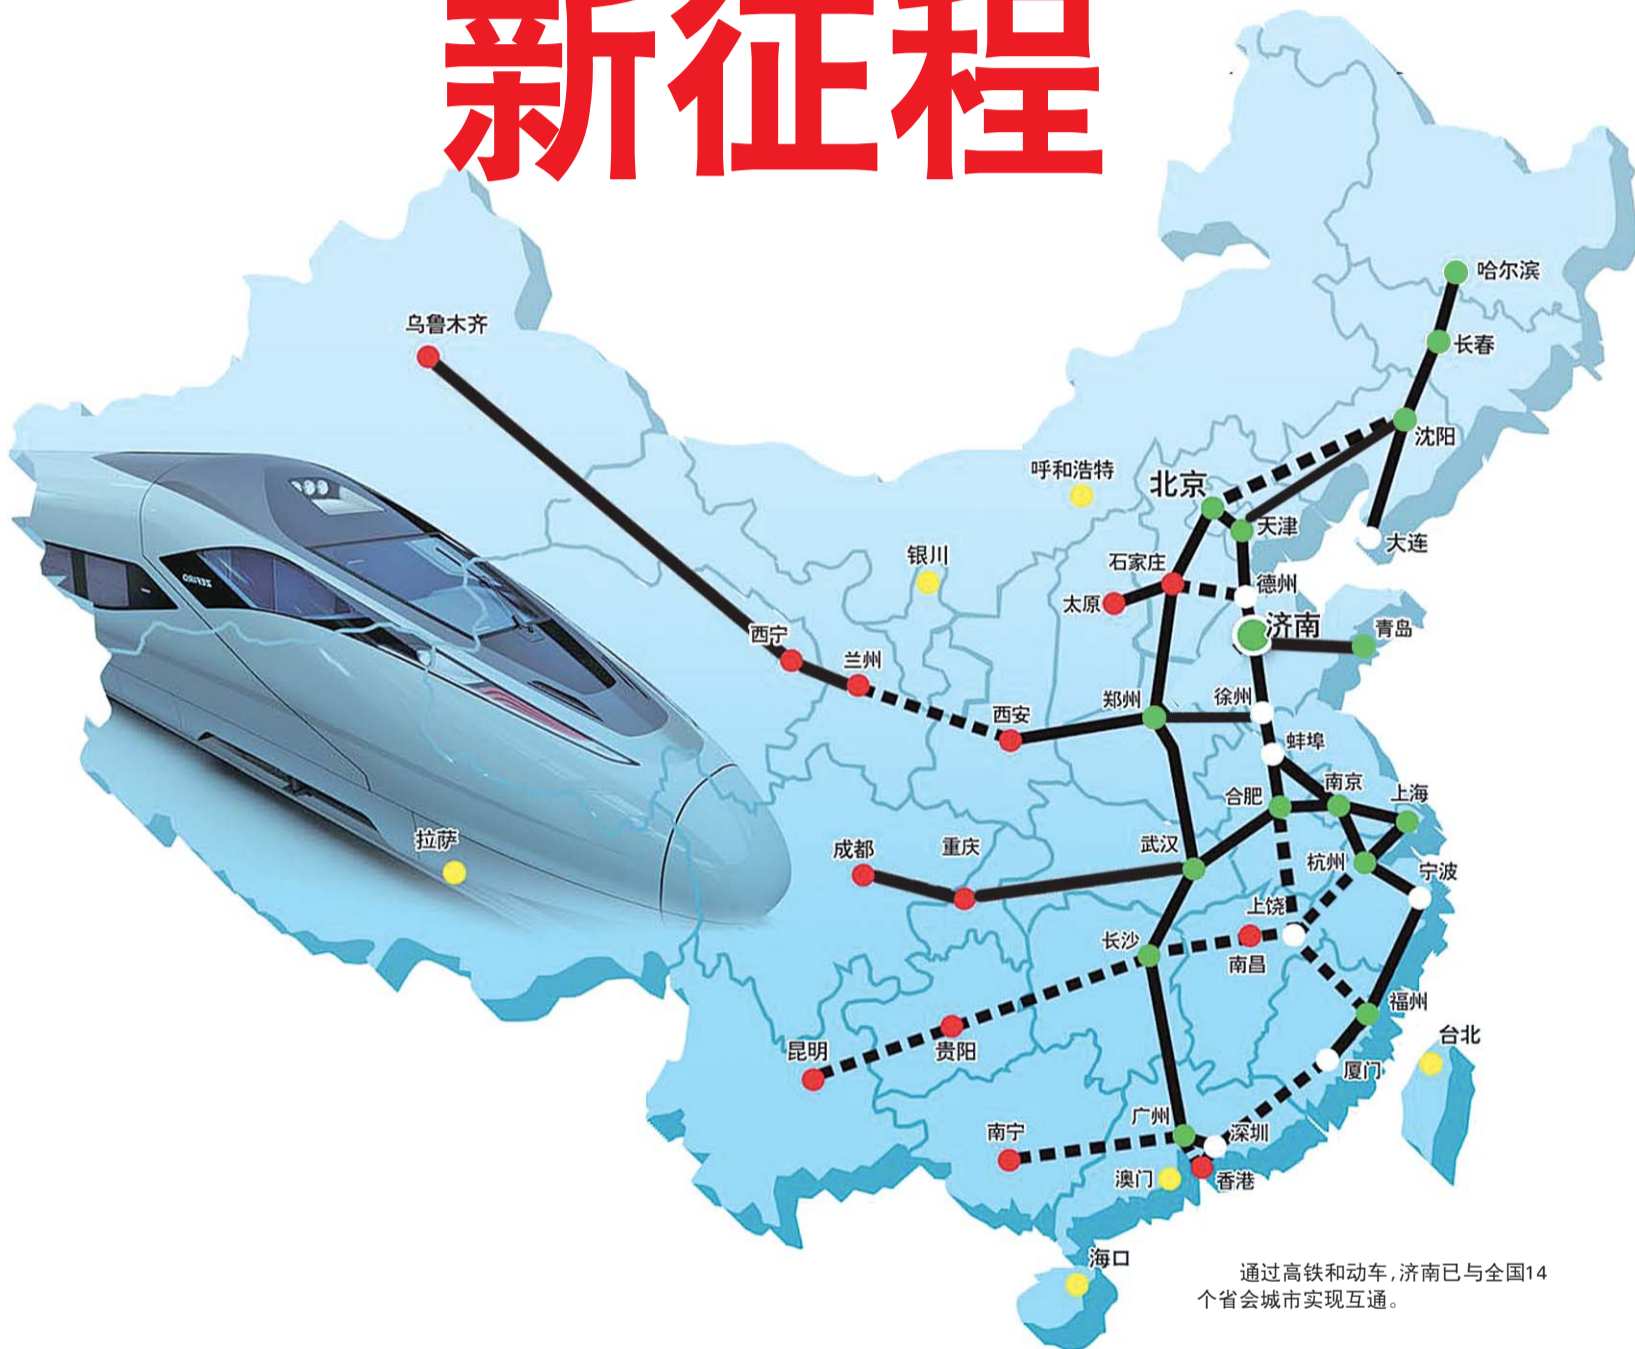 新征程
哈尔滨
乌鲁木齐
长春
沈阳
呼和浩特
北京
天津
大连
银川
石家庄
德州
太原
济南
青岛
西宁
兰州
郑州
徐州
西安
蚌埠
南京
合肥
上海
拉萨
成都
重庆
武汉
杭州
宁波
上饶
长沙
南昌
福州
台北
昆明
贵阳
厦门
广州
南宁
深圳
澳门
香港
海口
通过高铁和动车,济南已与全国14
个省会城市实现互通。
ZEFIRO